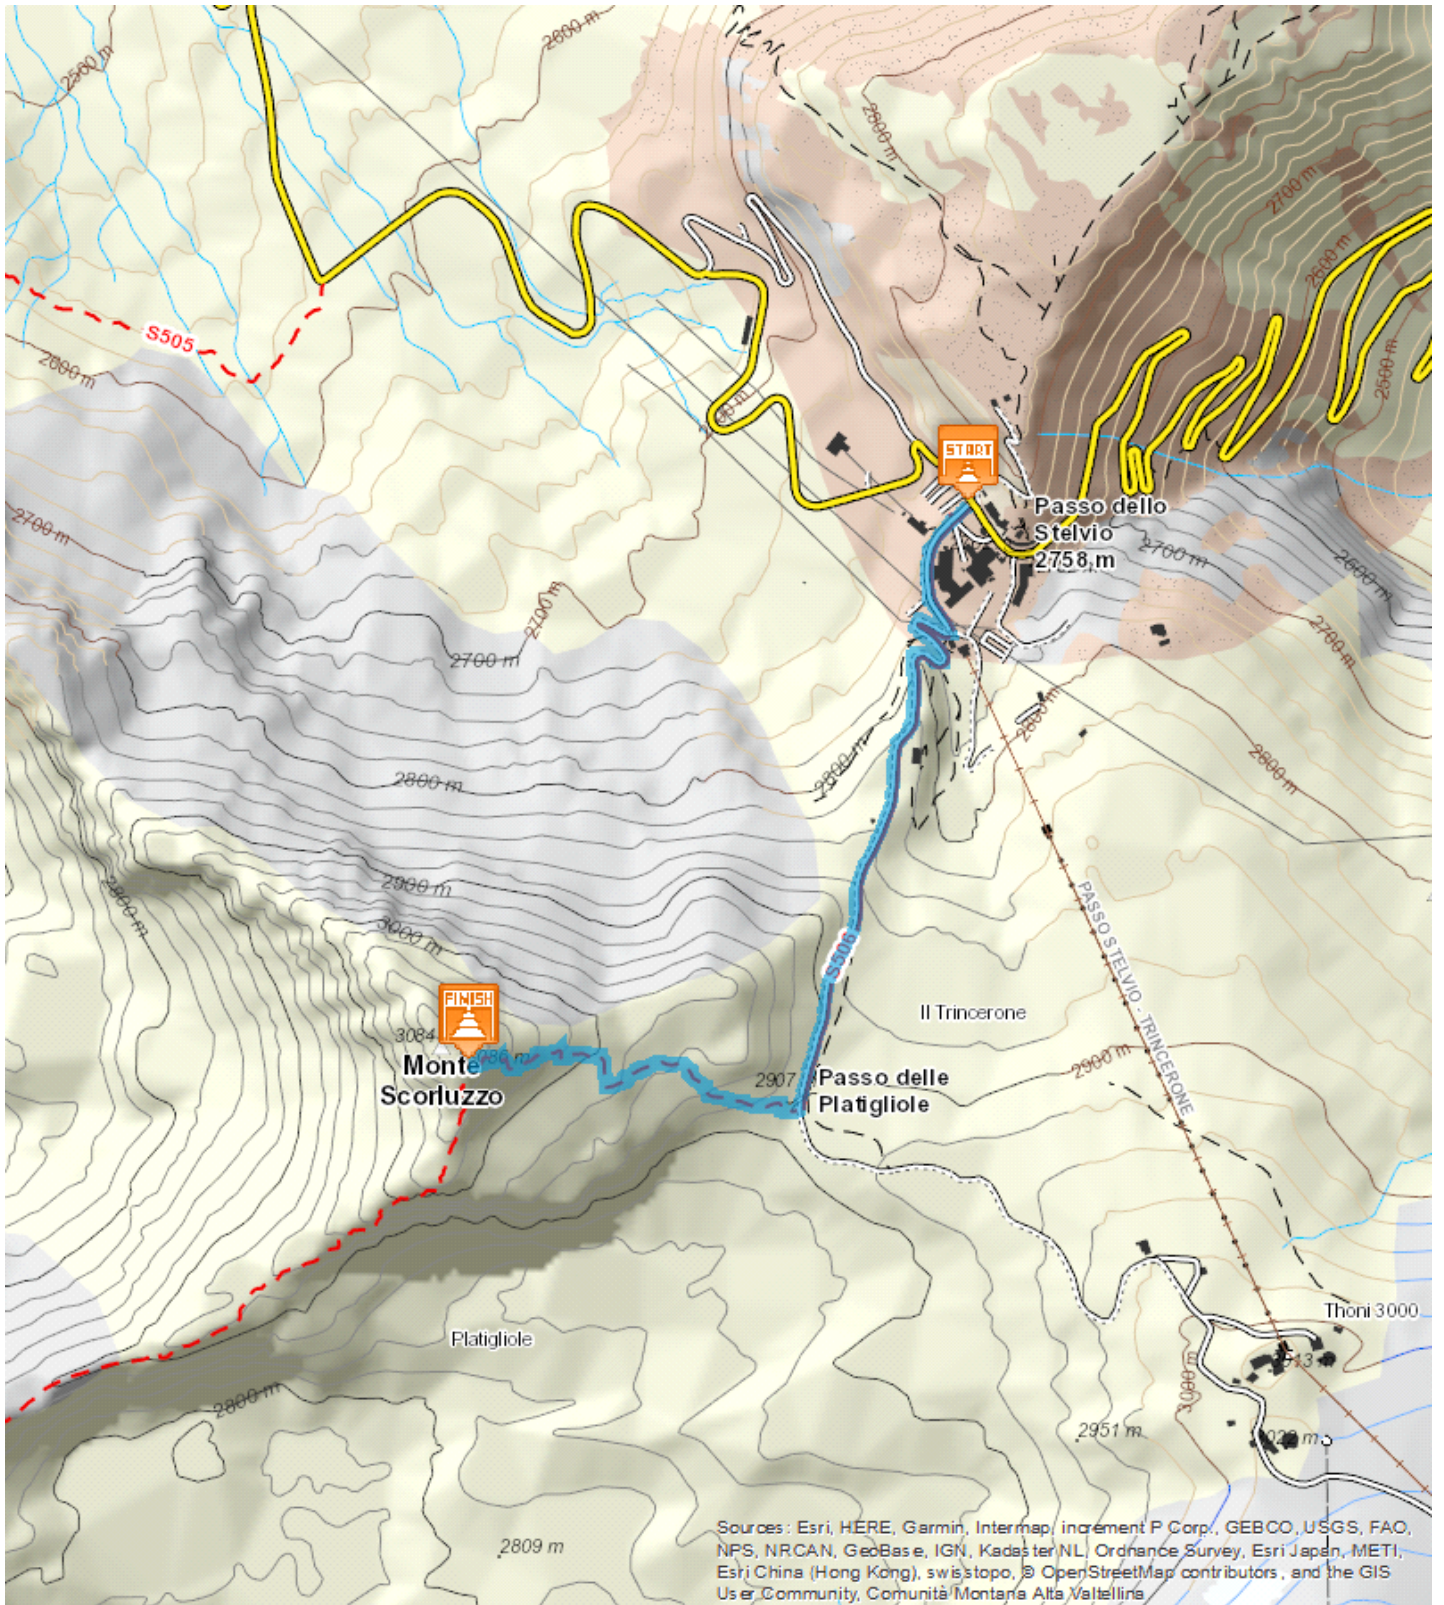 2600 m
2500 m
2800 m
2700 m
2600 m
S505
2600 m
2500 m
START
Passo dello
Stelvio
2758 m
2700 m
2700 m
2600 m
2700 m
2700 m
2700 m
2800 m
2800 m
2800 m
2800 m
2900 m
2800 m
3000 m
PASSO STELVIO - TRINCERONE
S506
FINISH
Il Trincerone
3084
Monte
Scorluzzo
2907
Passo delle
Platigliole
2900 m
Thoni 3000
Platigliole
3000 m
2800 m
2951 m
2809 m
Sources: Esri, HERE, Garmin, Intermap, increment P Corp., GEBCO, USGS, FAO,
NPS, NRCAN, GeoBase, IGN, Kadaster NL, Ordnance Survey, Esri Japan, METI,
Esri China (Hong Kong), swisstopo, © OpenStreetMap contributors, and the GIS
User Community, Comunità Montana Alta Valtellina